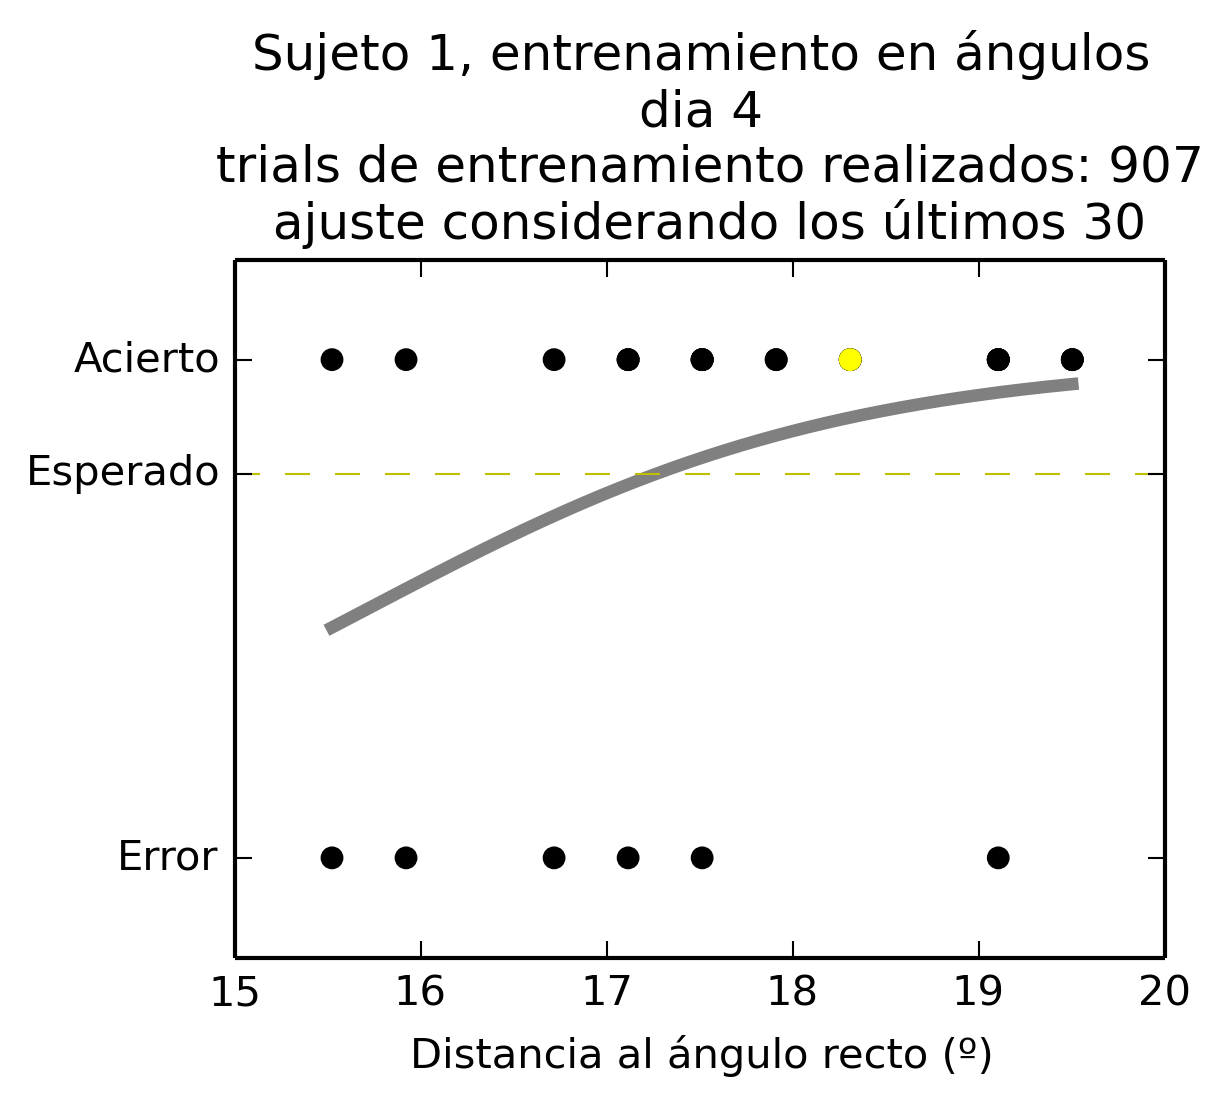 Sujeto 1, entrenamiento en ángulos
dia 4
trials de entrenamiento realizados: 907
ajuste considerando los últimos 30
Acierto
Esperado
Error
15 16 17 18 19 20
Distancia al ángulo recto (º)